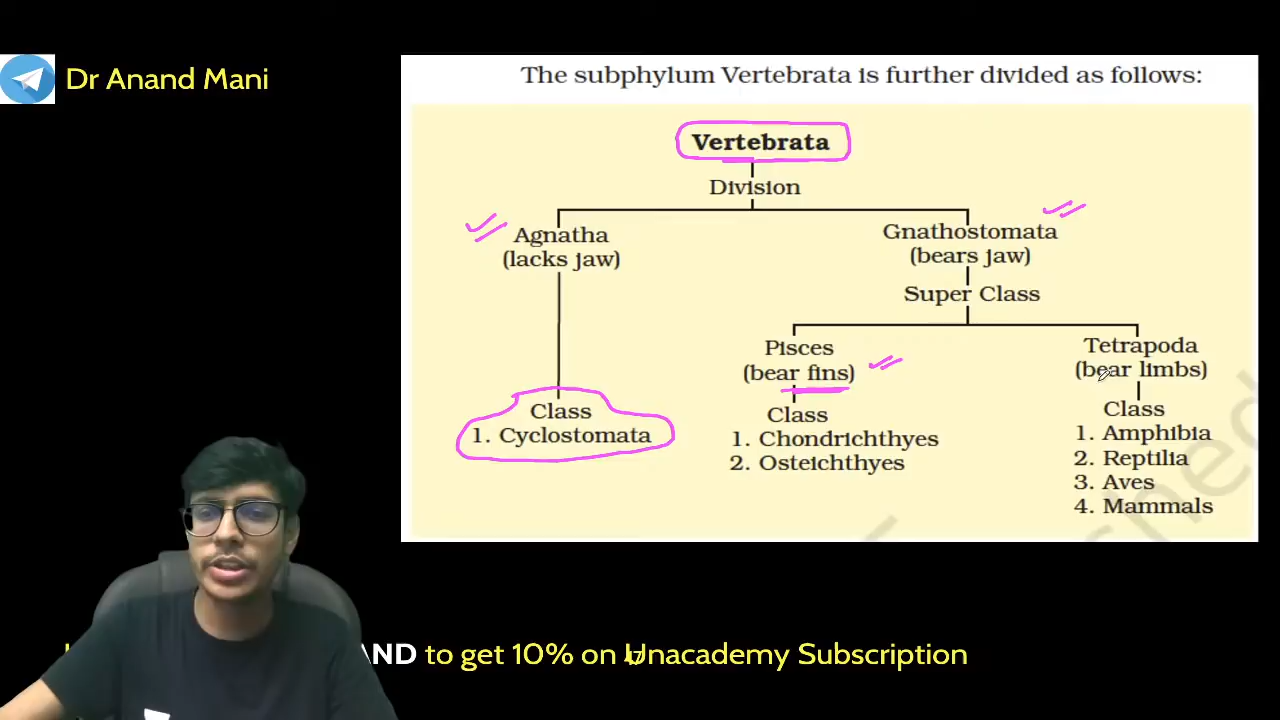 Dr Anand Mani
The subphylum Vertebrata is further divided as follows:
Vertebrata
Division
Agnatha
(lacks jaw)
Gnathostomata
(bears jaw)
Super Class
Pisces
(bear fins)
Tetrapoda
(bear limbs)
Class
1. Cyclostomata
Class
1. Chondrichthyes
2. Osteichthyes
Class
1. Amphibia
2. Reptilia
3. Aves
4. Mammals
to get 10% on Unacademy Subscription